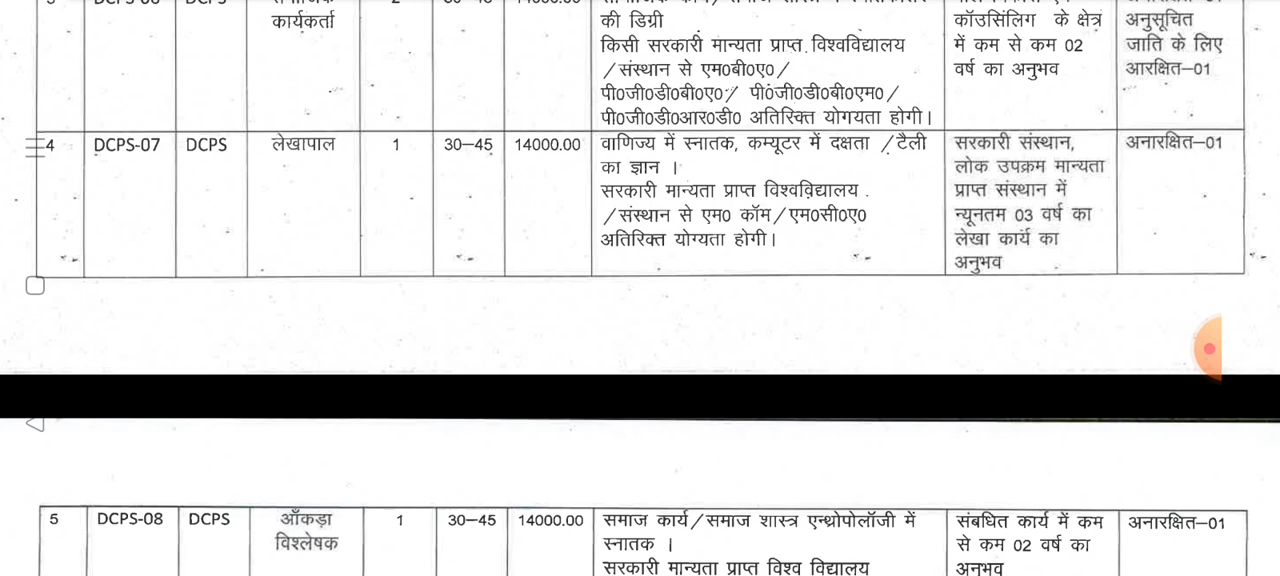 कार्यकर्ता
की डिग्री
किसी सरकारी मान्यता प्राप्त विश्वविद्यालय
/संस्थान से एम0बी0ए0/
पी0जी0डी0बी0ए0/ पी0जी0डी0बी0एम0/
पी0जी0डी0आर0डी0 अतिरिक्त योगयता होगी।
कॉउसिंलिग के क्षेत्र
में कम से कम 02
वर्ष का अनुभव
अनुसूचित
जाति के लिए
आरक्षित–01
4 DCPS-07 DCPS लेखापाल 1 30–45 14000.00
वाणिज्य में स्नातक, कम्यूटर में दक्षता /टैली
का ज्ञान ।
सरकारी मान्यता प्राप्त विश्वविद्यालय
/संस्थान से एम0 कॉम/एम0सी0ए0
अतिरिक्त योग्यता होगी।
सरकारी संस्थान,
लोक उपक्रम मान्यता
प्राप्त संस्थान में
न्यूनतम 03 वर्ष का
लेखा कार्य का
अनुभव
अनारक्षित–01
5 DCPS-08 DCPS आँकड़ा
विश्लेषक
1 30–45 14000.00
समाज कार्य/समाज शास्त्र एन्थ्रोपोलॉजी में
स्नातक ।
सरकारी मान्यता प्राप्त विश्व विद्यालय
संबधित कार्य में कम
से कम 02 वर्ष का
अनुभव
अनारक्षित–01